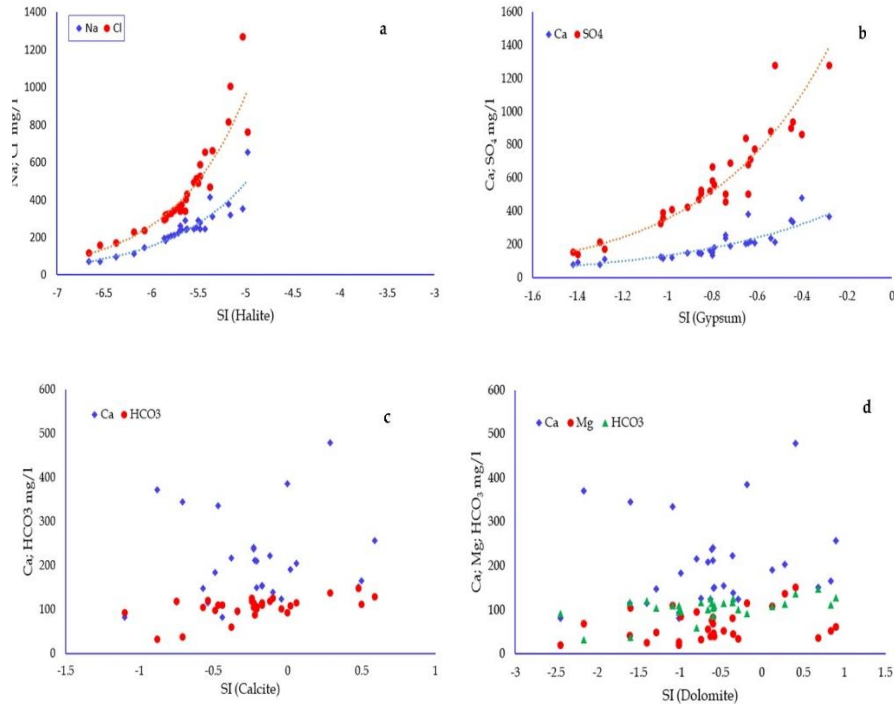 1400
1200
1000
800
600
400
200
0
Na Cl
a
Na; Cl mg/l
-7 -6.5 -6 -5.5 -5 -4.5 -4 -3.5 -3
SI (Halite)
1600
1400
1200
1000
800
600
400
200
0
Ca SO4
b
Ca; SO₄ mg/l
-1.6 -1.4 -1.2 -1 -0.8 -0.6 -0.4 -0.2 0
SI (Gypsum)
600
500
400
300
200
100
0
Ca HCO3
c
Ca; HCO3 mg/l
-1.5 -1 -0.5 0 0.5 1
SI (Calcite)
600
500
400
300
200
100
0
Ca Mg HCO3
d
Ca; Mg; HCO₃ mg/l
-3 -2.5 -2 -1.5 -1 -0.5 0 0.5 1 1.5
SI (Dolomite)